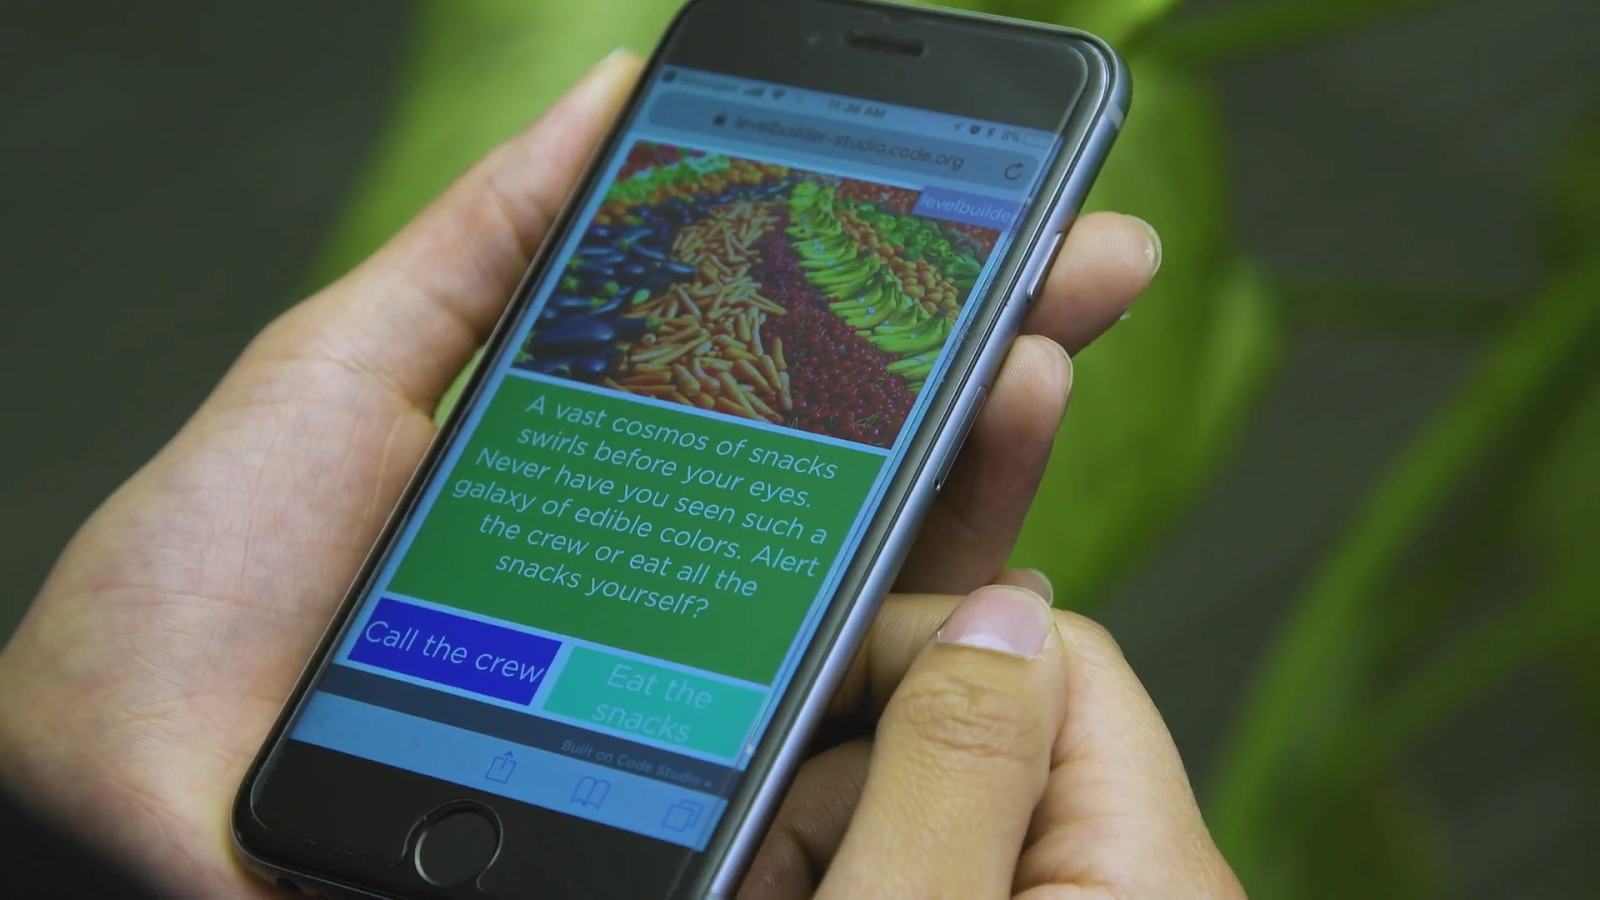 11:38 AM
8%
levelbuilder-studio.code.org
levelbuilder
A vast cosmos of snacks
swirls before your eyes.
Never have you seen such a
galaxy of edible colors. Alert
the crew or eat all the
snacks yourself?
Call the crew
Eat the
snacks
Built on Code Studio